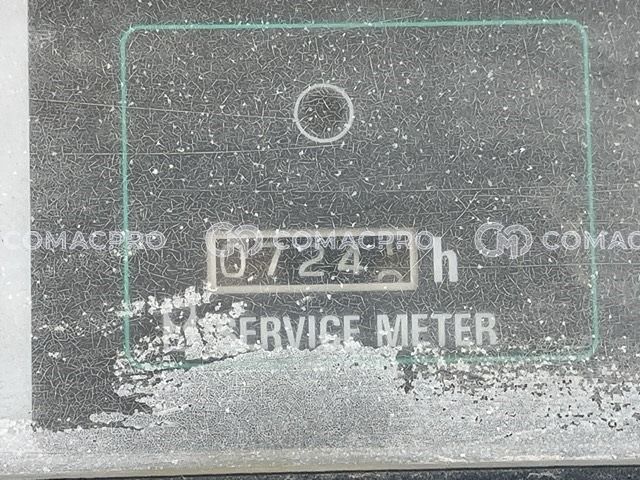 COMACPRO COMACPRO COMAC
0724 h
SERVICE METER